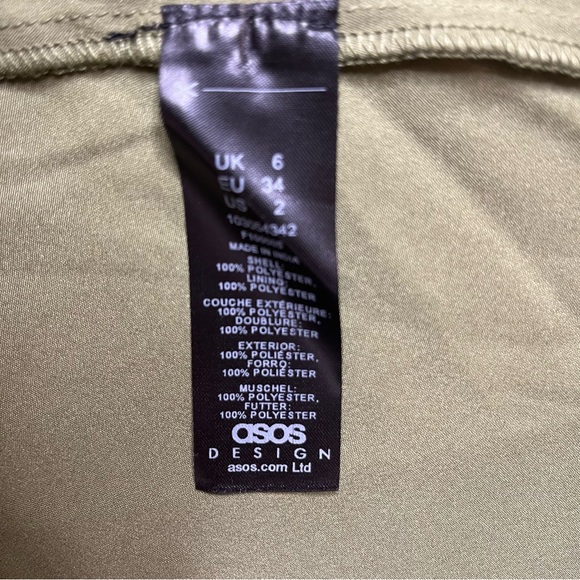 UK 6
EU 34
US 2
MADE IN INDIA
SHELL:
100% POLYESTER,
LINING:
100% POLYESTER
COUCHE EXTÉRIEURE:
100% POLYESTER,
DOUBLURE:
100% POLYESTER
EXTERIOR:
100% POLIÉSTER,
FORRO:
100% POLIÉSTER
MUSCHEL:
100% POLYESTER,
FUTTER:
100% POLYESTER
asos
DESIGN
asos.com Ltd